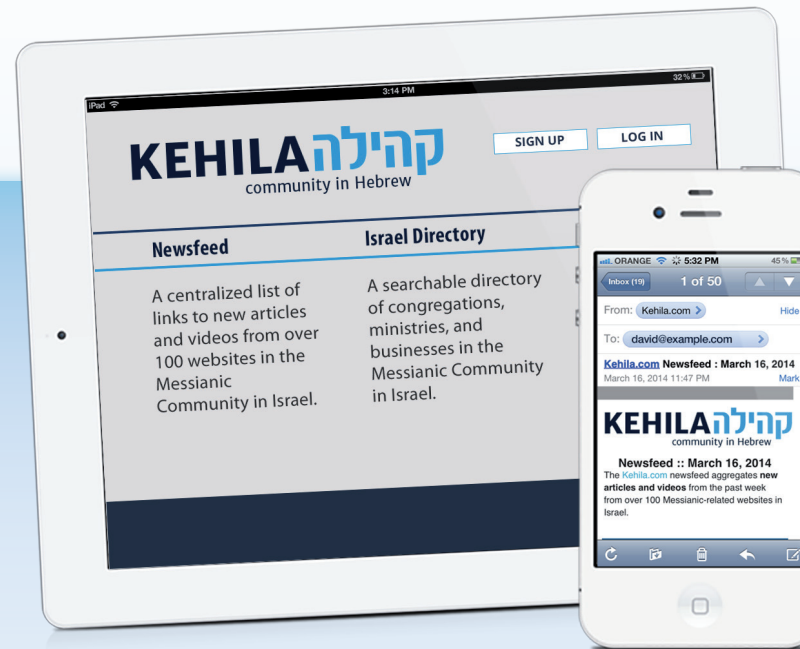 iPad
3:14 PM
32%
KEHILAקהילה
community in Hebrew
SIGN UP
LOG IN
Newsfeed
Israel Directory
A centralized list of
links to new articles
and videos from over
100 websites in the
Messianic
Community in Israel.
A searchable directory
of congregations,
ministries, and
businesses in the
Messianic Community
in Israel.
ORANGE 5:32 PM 45%
Inbox (19) 1 of 50
From: Kehila.com Hide
To: david@example.com
Kehila.com Newsfeed : March 16, 2014
March 16, 2014 11:47 PM Mark
KEHILAקהילה
community in Hebrew
Newsfeed :: March 16, 2014
The Kehila.com newsfeed aggregates new
articles and videos from the past week
from over 100 Messianic-related websites in
Israel.